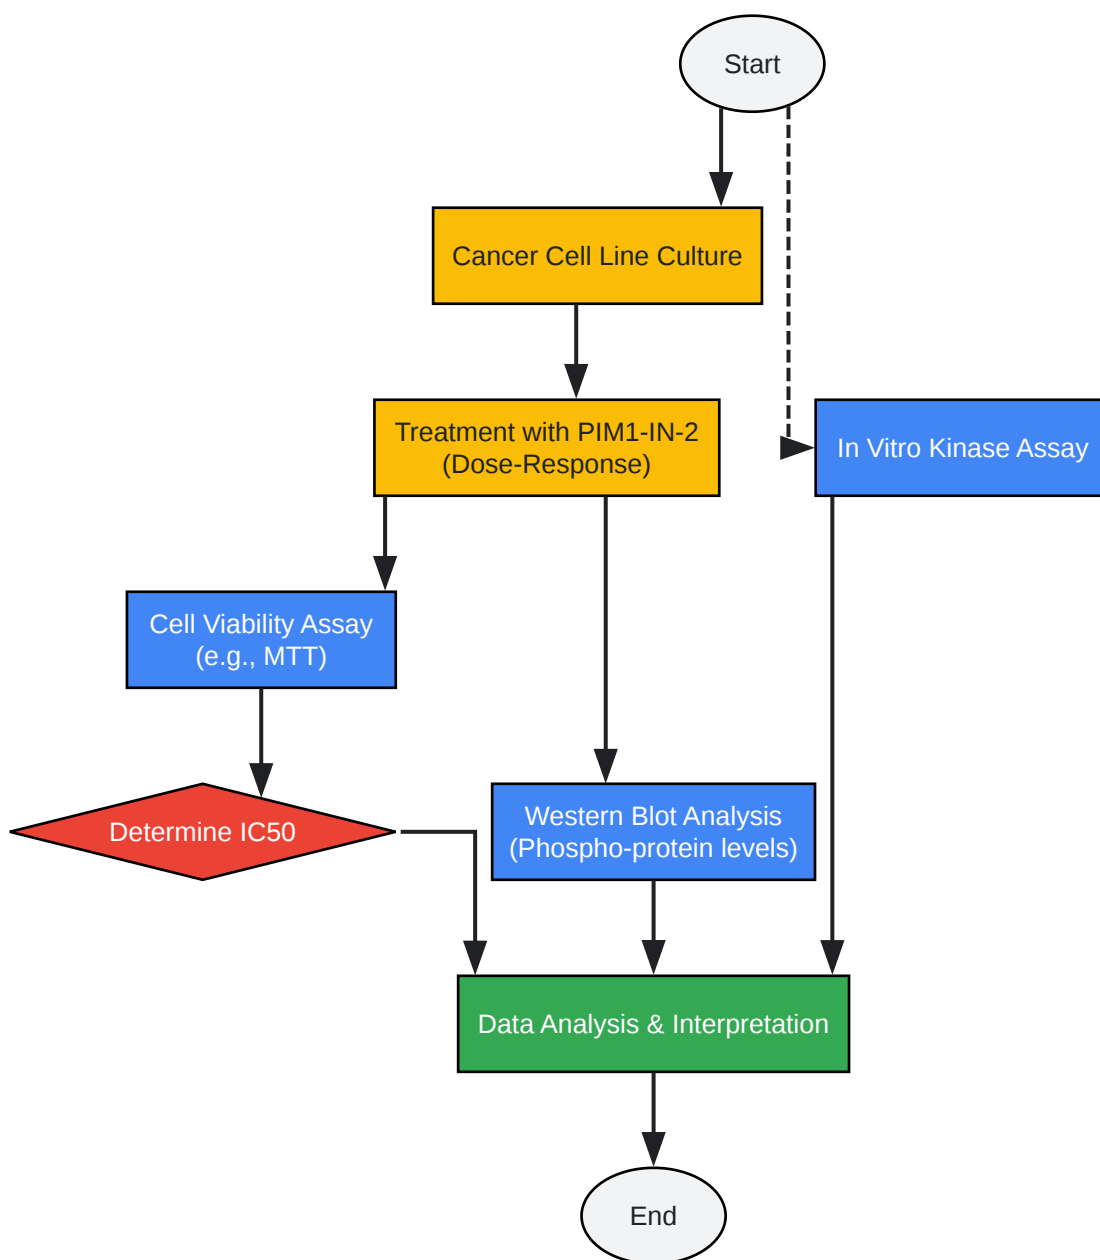 Start
Cancer Cell Line Culture
Treatment with PIM1-IN-2
(Dose-Response)
In Vitro Kinase Assay
Cell Viability Assay
(e.g., MTT)
Determine IC50
Western Blot Analysis
(Phospho-protein levels)
Data Analysis & Interpretation
End